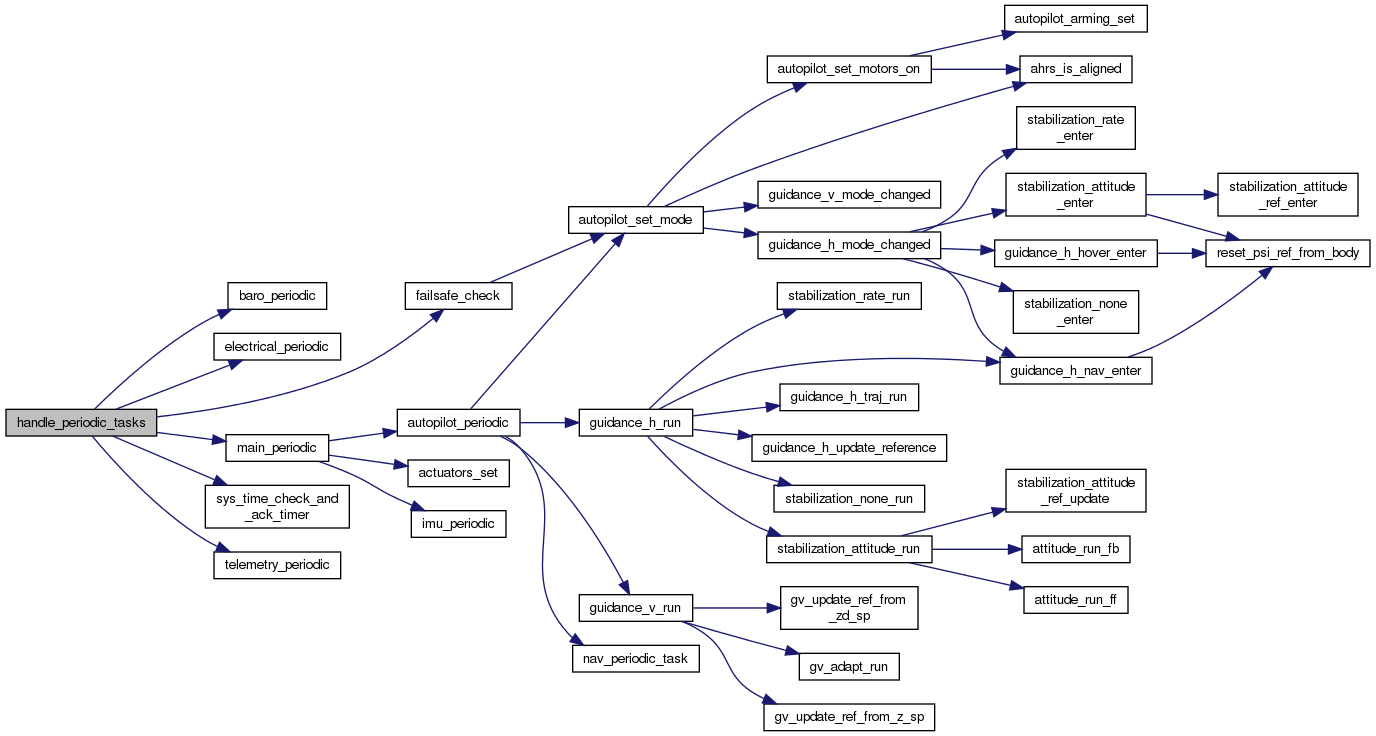 handle_periodic_tasks
baro_periodic
electrical_periodic
failsafe_check
main_periodic
sys_time_check_and
_ack_timer
telemetry_periodic
autopilot_periodic
actuators_set
imu_periodic
autopilot_set_mode
guidance_h_run
guidance_v_run
nav_periodic_task
autopilot_set_motors_on
guidance_v_mode_changed
guidance_h_mode_changed
stabilization_rate_run
guidance_h_traj_run
guidance_h_update_reference
stabilization_none_run
stabilization_attitude_run
gv_update_ref_from
_zd_sp
gv_adapt_run
gv_update_ref_from_z_sp
autopilot_arming_set
ahrs_is_aligned
stabilization_rate
_enter
stabilization_attitude
_enter
guidance_h_hover_enter
stabilization_none
_enter
guidance_h_nav_enter
stabilization_attitude
_ref_update
attitude_run_fb
attitude_run_ff
stabilization_attitude
_ref_enter
reset_psi_ref_from_body